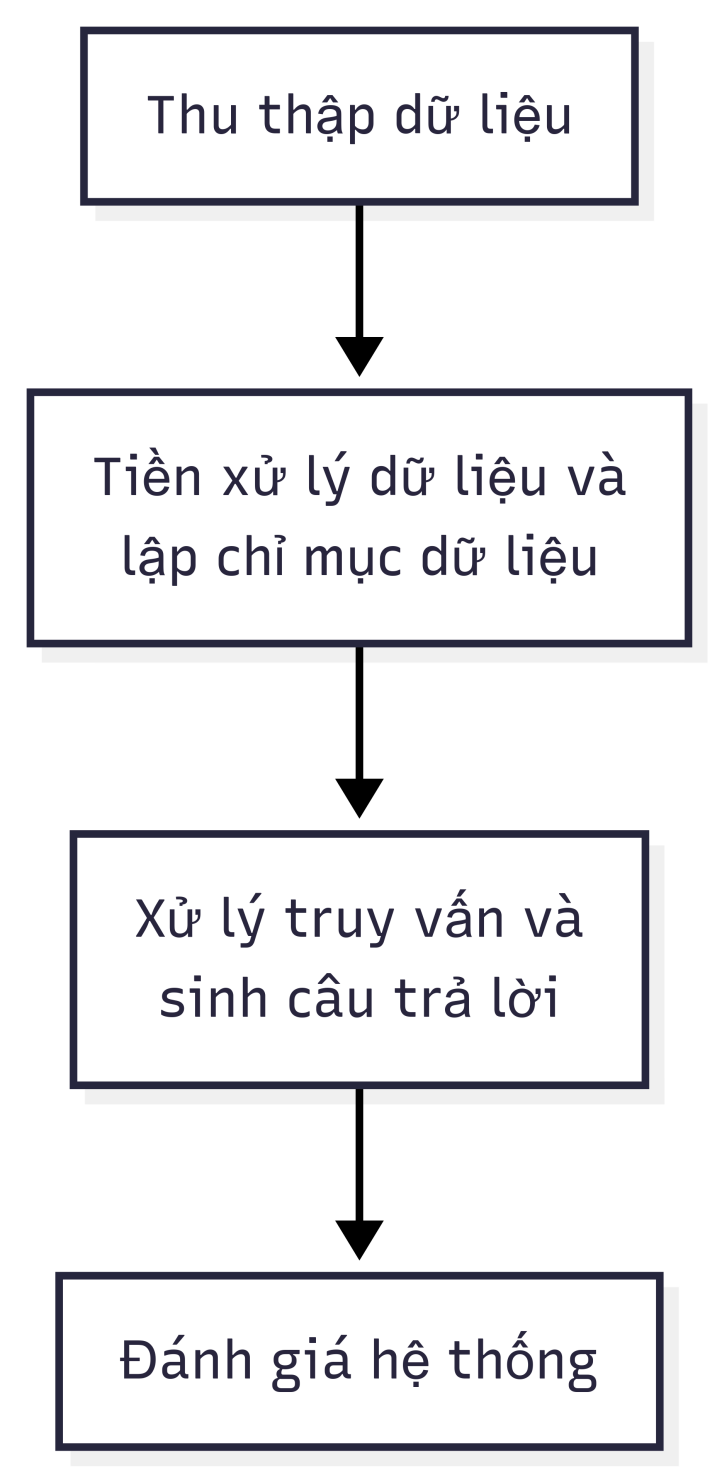 Thu thập dữ liệu
Tiền xử lý dữ liệu và
lập chỉ mục dữ liệu
Xử lý truy vấn và
sinh câu trả lời
Đánh giá hệ thống